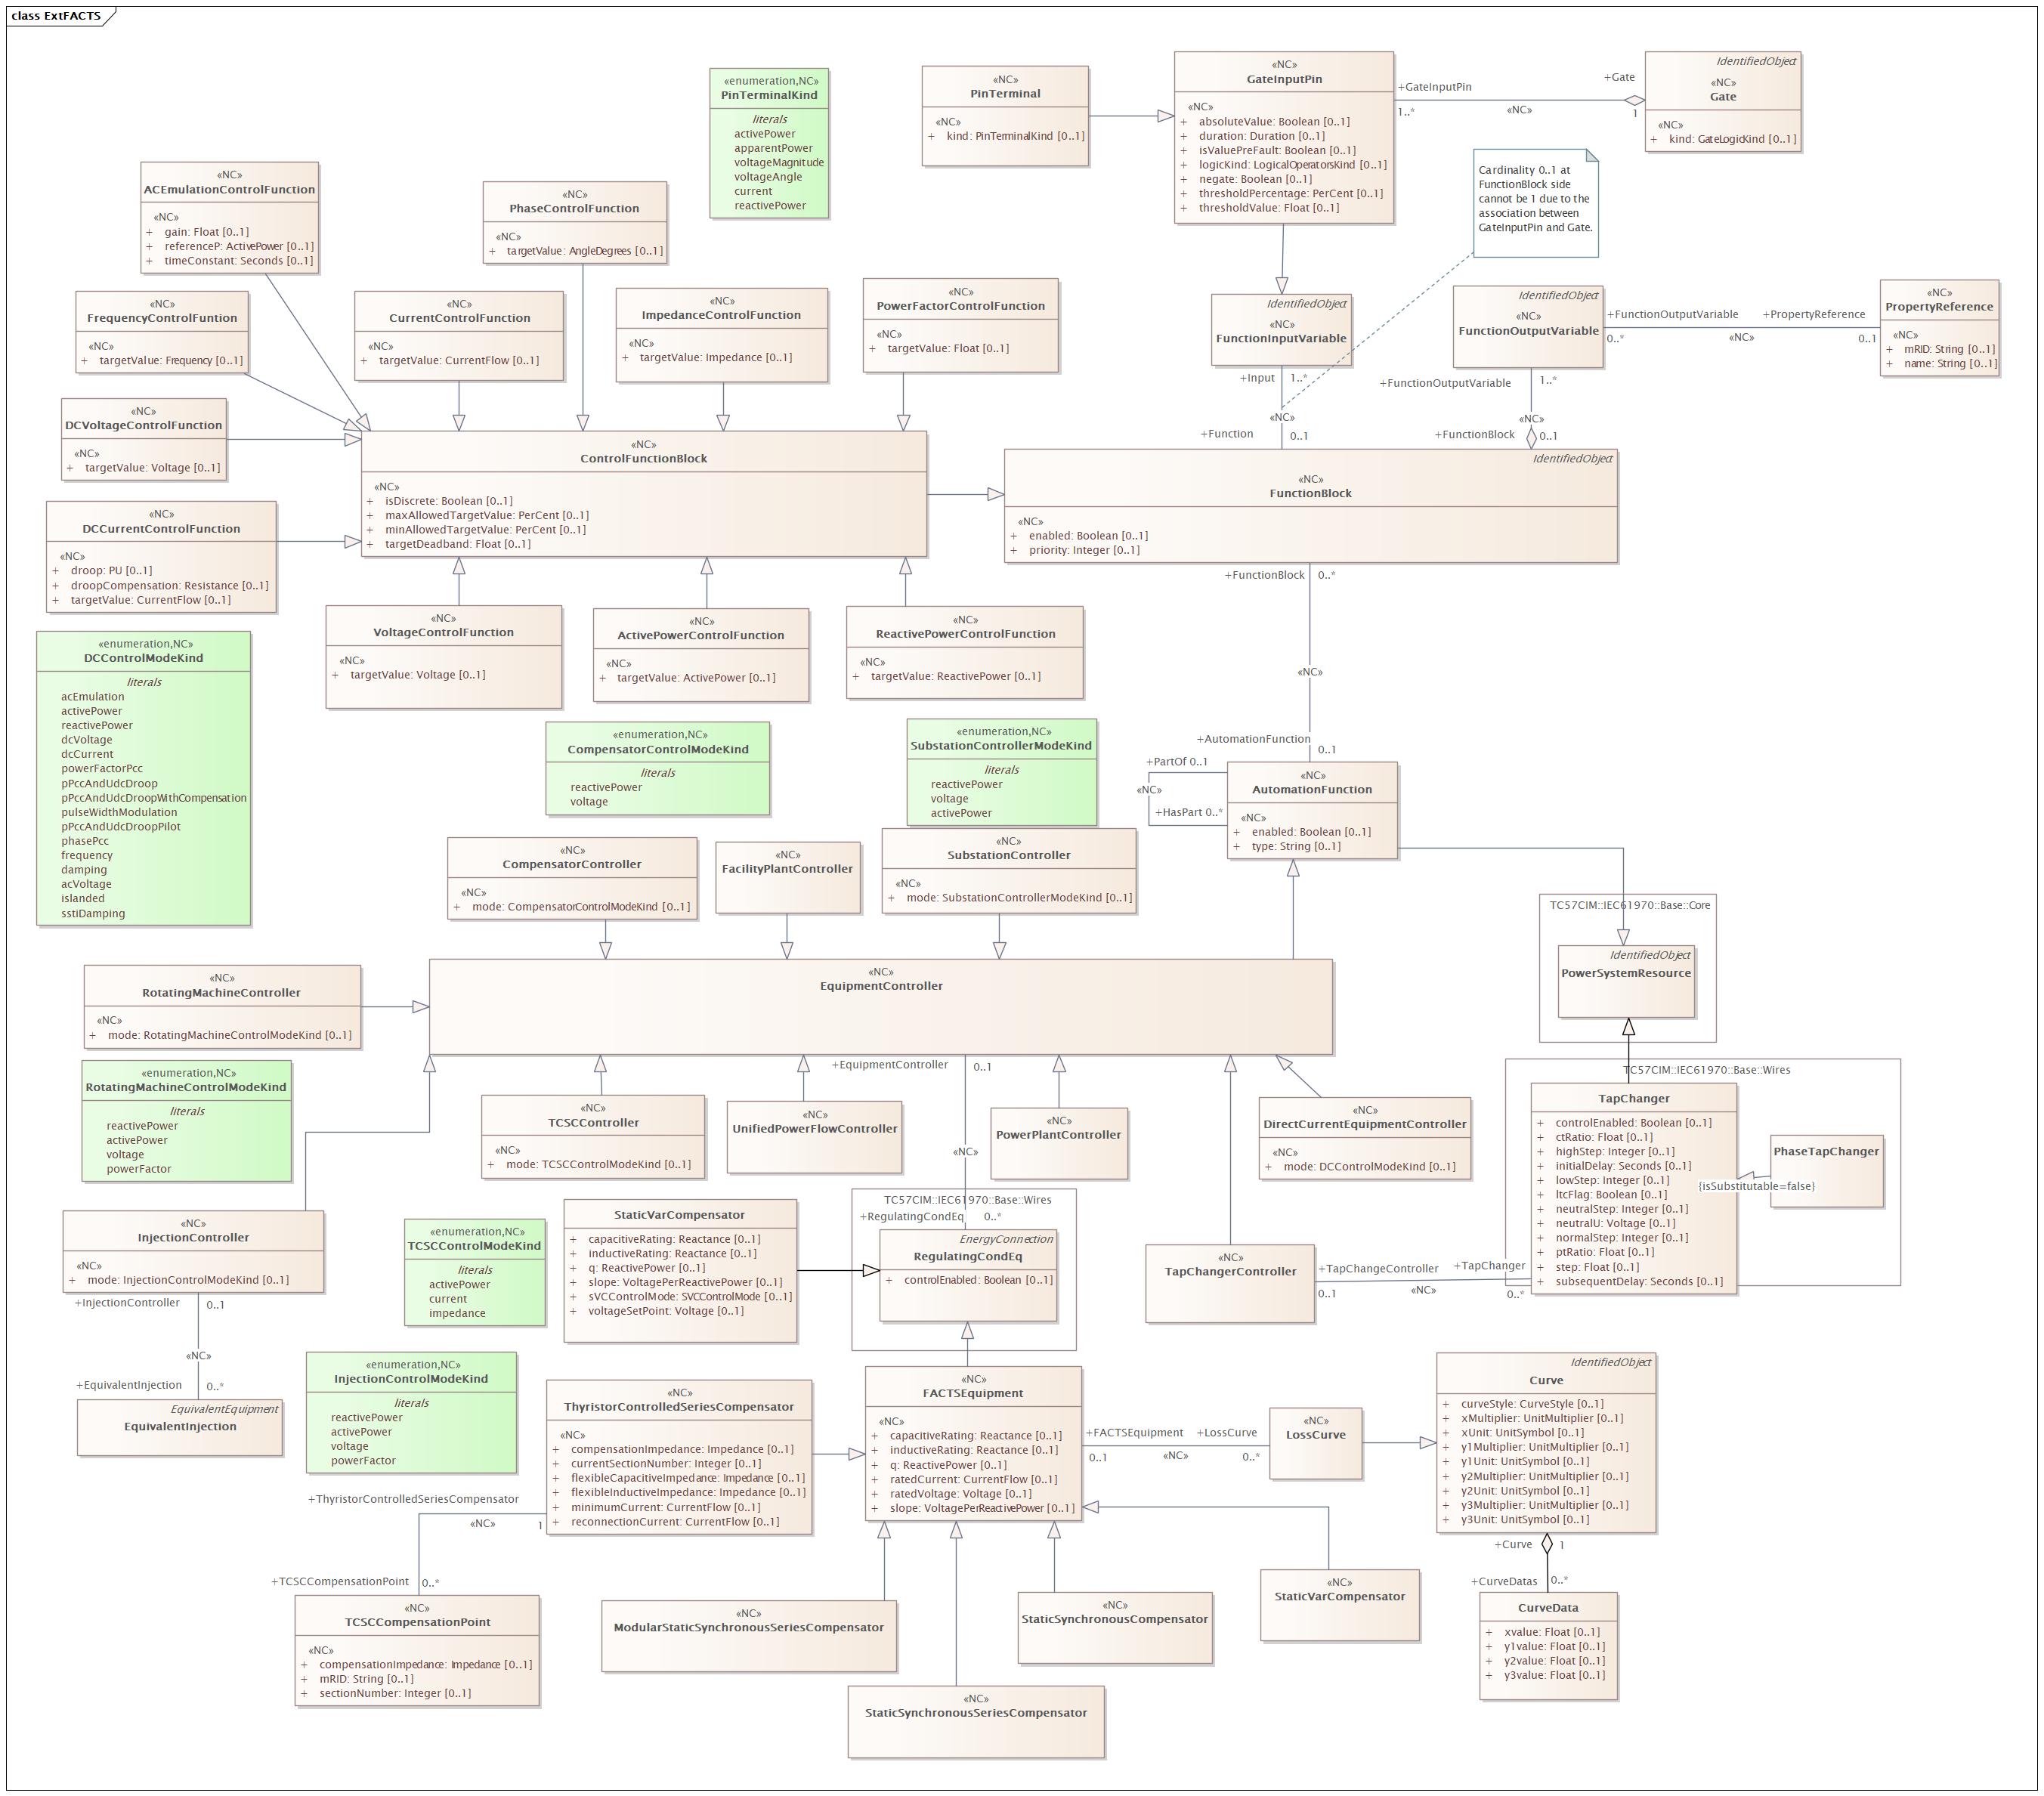 class ExtFACTS
«enumeration,NC»
PinTerminalKind
literals
activePower
apparentPower
voltageMagnitude
voltageAngle
current
reactivePower
«NC»
PinTerminal
«NC»
+ kind: PinTerminalKind [0..1]
«NC»
GateInputPin
«NC»
+ absoluteValue: Boolean [0..1]
+ duration: Duration [0..1]
+ isValuePreFault: Boolean [0..1]
+ logicKind: LogicalOperatorsKind [0..1]
+ negate: Boolean [0..1]
+ thresholdPercentage: PerCent [0..1]
+ thresholdValue: Float [0..1]
+GateInputPin
1..*
«NC»
+Gate
1
IdentifiedObject
«NC»
Gate
«NC»
+ kind: GateLogicKind [0..1]
Cardinality 0..1 at
FunctionBlock side
cannot be 1 due to the
association between
GateInputPin and Gate.
«NC»
ACEmulationControlFunction
«NC»
+ gain: Float [0..1]
+ referenceP: ActivePower [0..1]
+ timeConstant: Seconds [0..1]
«NC»
PhaseControlFunction
«NC»
+ targetValue: AngleDegrees [0..1]
«NC»
FrequencyControlFuntion
«NC»
+ targetValue: Frequency [0..1]
«NC»
CurrentControlFunction
«NC»
+ targetValue: CurrentFlow [0..1]
«NC»
ImpedanceControlFunction
«NC»
+ targetValue: Impedance [0..1]
«NC»
PowerFactorControlFunction
«NC»
+ targetValue: Float [0..1]
IdentifiedObject
«NC»
FunctionInputVariable
IdentifiedObject
«NC»
FunctionOutputVariable
+FunctionOutputVariable
0..*
«NC»
+PropertyReference
0..1
«NC»
PropertyReference
«NC»
+ mRID: String [0..1]
+ name: String [0..1]
+Input
1..*
«NC»
+Function
0..1
+FunctionOutputVariable
1..*
«NC»
+FunctionBlock
0..1
«NC»
DCVoltageControlFunction
«NC»
+ targetValue: Voltage [0..1]
«NC»
ControlFunctionBlock
«NC»
+ isDiscrete: Boolean [0..1]
+ maxAllowedTargetValue: PerCent [0..1]
+ minAllowedTargetValue: PerCent [0..1]
+ targetDeadband: Float [0..1]
IdentifiedObject
«NC»
FunctionBlock
«NC»
+ enabled: Boolean [0..1]
+ priority: Integer [0..1]
«NC»
DCCurrentControlFunction
«NC»
+ droop: PU [0..1]
+ droopCompensation: Resistance [0..1]
+ targetValue: CurrentFlow [0..1]
«NC»
VoltageControlFunction
«NC»
+ targetValue: Voltage [0..1]
«NC»
ActivePowerControlFunction
«NC»
+ targetValue: ActivePower [0..1]
«NC»
ReactivePowerControlFunction
«NC»
+ targetValue: ReactivePower [0..1]
+FunctionBlock
0..*
«NC»
+AutomationFunction
0..1
«enumeration,NC»
DCControlModeKind
literals
acEmulation
activePower
reactivePower
dcVoltage
dcCurrent
powerFactorPcc
pPccAndUdcDroop
pPccAndUdcDroopWithCompensation
pulseWidthModulation
pPccAndUdcDroopPilot
phasePcc
frequency
damping
acVoltage
islanded
sstiDamping
«enumeration,NC»
CompensatorControlModeKind
literals
reactivePower
voltage
«enumeration,NC»
SubstationControllerModeKind
literals
reactivePower
voltage
activePower
+PartOf 0..1
«NC»
+HasPart 0..*
«NC»
AutomationFunction
«NC»
+ enabled: Boolean [0..1]
+ type: String [0..1]
«NC»
CompensatorController
«NC»
+ mode: CompensatorControlModeKind [0..1]
«NC»
FacilityPlantController
«NC»
SubstationController
«NC»
+ mode: SubstationControllerModeKind [0..1]
TC57CIM::IEC61970::Base::Core
IdentifiedObject
PowerSystemResource
«NC»
RotatingMachineController
«NC»
+ mode: RotatingMachineControlModeKind [0..1]
«NC»
EquipmentController
«enumeration,NC»
RotatingMachineControlModeKind
literals
reactivePower
activePower
voltage
powerFactor
+EquipmentController
0..1
«NC»
+RegulatingCondEq
0..*
«NC»
TCSCController
«NC»
+ mode: TCSCControlModeKind [0..1]
«NC»
UnifiedPowerFlowController
«NC»
PowerPlantController
«NC»
DirectCurrentEquipmentController
«NC»
+ mode: DCControlModeKind [0..1]
TC57CIM::IEC61970::Base::Wires
TapChanger
+ controlEnabled: Boolean [0..1]
+ ctRatio: Float [0..1]
+ highStep: Integer [0..1]
+ initialDelay: Seconds [0..1]
+ lowStep: Integer [0..1]
+ ltcFlag: Boolean [0..1]
+ neutralStep: Integer [0..1]
+ neutralU: Voltage [0..1]
+ normalStep: Integer [0..1]
+ ptRatio: Float [0..1]
+ step: Float [0..1]
+ subsequentDelay: Seconds [0..1]
PhaseTapChanger
{isSubstitutable=false}
«NC»
InjectionController
«NC»
+ mode: InjectionControlModeKind [0..1]
«enumeration,NC»
TCSCControlModeKind
literals
activePower
current
impedance
StaticVarCompensator
+ capacitiveRating: Reactance [0..1]
+ inductiveRating: Reactance [0..1]
+ q: ReactivePower [0..1]
+ slope: VoltagePerReactivePower [0..1]
+ sVCControlMode: SVCControlMode [0..1]
+ voltageSetPoint: Voltage [0..1]
TC57CIM::IEC61970::Base::Wires
EnergyConnection
RegulatingCondEq
+ controlEnabled: Boolean [0..1]
«NC»
TapChangerController
+TapChangeController
0..1
«NC»
+TapChanger
0..*
+InjectionController
0..1
«NC»
+EquivalentInjection
0..*
EquivalentEquipment
EquivalentInjection
«enumeration,NC»
InjectionControlModeKind
literals
reactivePower
activePower
voltage
powerFactor
«NC»
ThyristorControlledSeriesCompensator
«NC»
+ compensationImpedance: Impedance [0..1]
+ currentSectionNumber: Integer [0..1]
+ flexibleCapacitiveImpedance: Impedance [0..1]
+ flexibleInductiveImpedance: Impedance [0..1]
+ minimumCurrent: CurrentFlow [0..1]
+ reconnectionCurrent: CurrentFlow [0..1]
«NC»
FACTSEquipment
«NC»
+ capacitiveRating: Reactance [0..1]
+ inductiveRating: Reactance [0..1]
+ q: ReactivePower [0..1]
+ ratedCurrent: CurrentFlow [0..1]
+ ratedVoltage: Voltage [0..1]
+ slope: VoltagePerReactivePower [0..1]
+FACTSEquipment
0..1
«NC»
+LossCurve
0..*
«NC»
LossCurve
IdentifiedObject
Curve
+ curveStyle: CurveStyle [0..1]
+ xMultiplier: UnitMultiplier [0..1]
+ xUnit: UnitSymbol [0..1]
+ y1Multiplier: UnitMultiplier [0..1]
+ y1Unit: UnitSymbol [0..1]
+ y2Multiplier: UnitMultiplier [0..1]
+ y2Unit: UnitSymbol [0..1]
+ y3Multiplier: UnitMultiplier [0..1]
+ y3Unit: UnitSymbol [0..1]
+ThyristorControlledSeriesCompensator
1
«NC»
+TCSCCompensationPoint
0..*
«NC»
TCSCCompensationPoint
«NC»
+ compensationImpedance: Impedance [0..1]
+ mRID: String [0..1]
+ sectionNumber: Integer [0..1]
«NC»
ModularStaticSynchronousSeriesCompensator
«NC»
StaticSynchronousCompensator
«NC»
StaticVarCompensator
«NC»
StaticSynchronousSeriesCompensator
+Curve
1
+CurveDatas
0..*
CurveData
+ xvalue: Float [0..1]
+ y1value: Float [0..1]
+ y2value: Float [0..1]
+ y3value: Float [0..1]